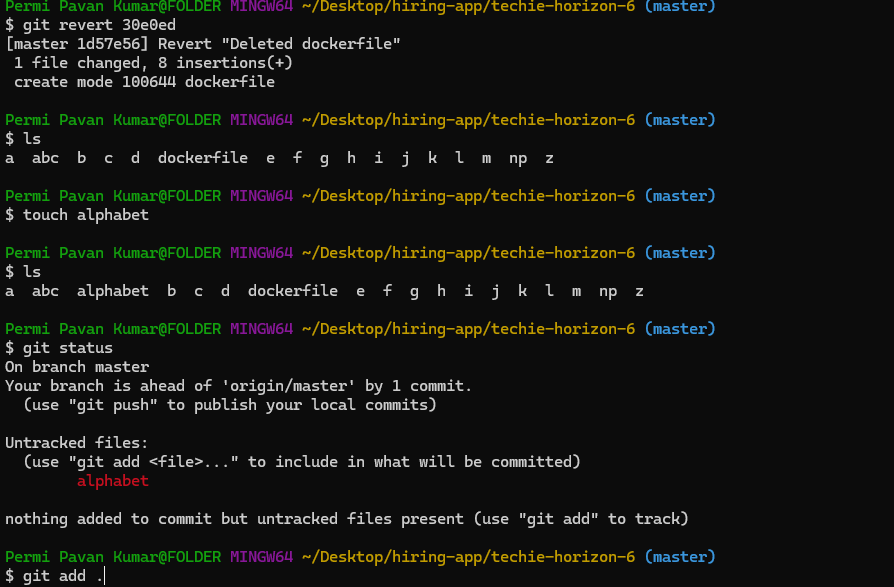 Permi Pavan Kumar@FOLDER MINGW64 ~/Desktop/hiring-app/techie-horizon-6 (master)
$ git revert 30e0ed
[master 1d57e56] Revert "Deleted dockerfile"
 1 file changed, 8 insertions(+)
 create mode 100644 dockerfile

Permi Pavan Kumar@FOLDER MINGW64 ~/Desktop/hiring-app/techie-horizon-6 (master)
$ ls
a  abc  b  c  d  dockerfile  e  f  g  h  i  j  k  l  m  np  z

Permi Pavan Kumar@FOLDER MINGW64 ~/Desktop/hiring-app/techie-horizon-6 (master)
$ touch alphabet

Permi Pavan Kumar@FOLDER MINGW64 ~/Desktop/hiring-app/techie-horizon-6 (master)
$ ls
a  abc  alphabet  b  c  d  dockerfile  e  f  g  h  i  j  k  l  m  np  z

Permi Pavan Kumar@FOLDER MINGW64 ~/Desktop/hiring-app/techie-horizon-6 (master)
$ git status
On branch master
Your branch is ahead of 'origin/master' by 1 commit.
  (use "git push" to publish your local commits)

Untracked files:
  (use "git add <file>..." to include in what will be committed)
        alphabet

nothing added to commit but untracked files present (use "git add" to track)

Permi Pavan Kumar@FOLDER MINGW64 ~/Desktop/hiring-app/techie-horizon-6 (master)
$ git add .